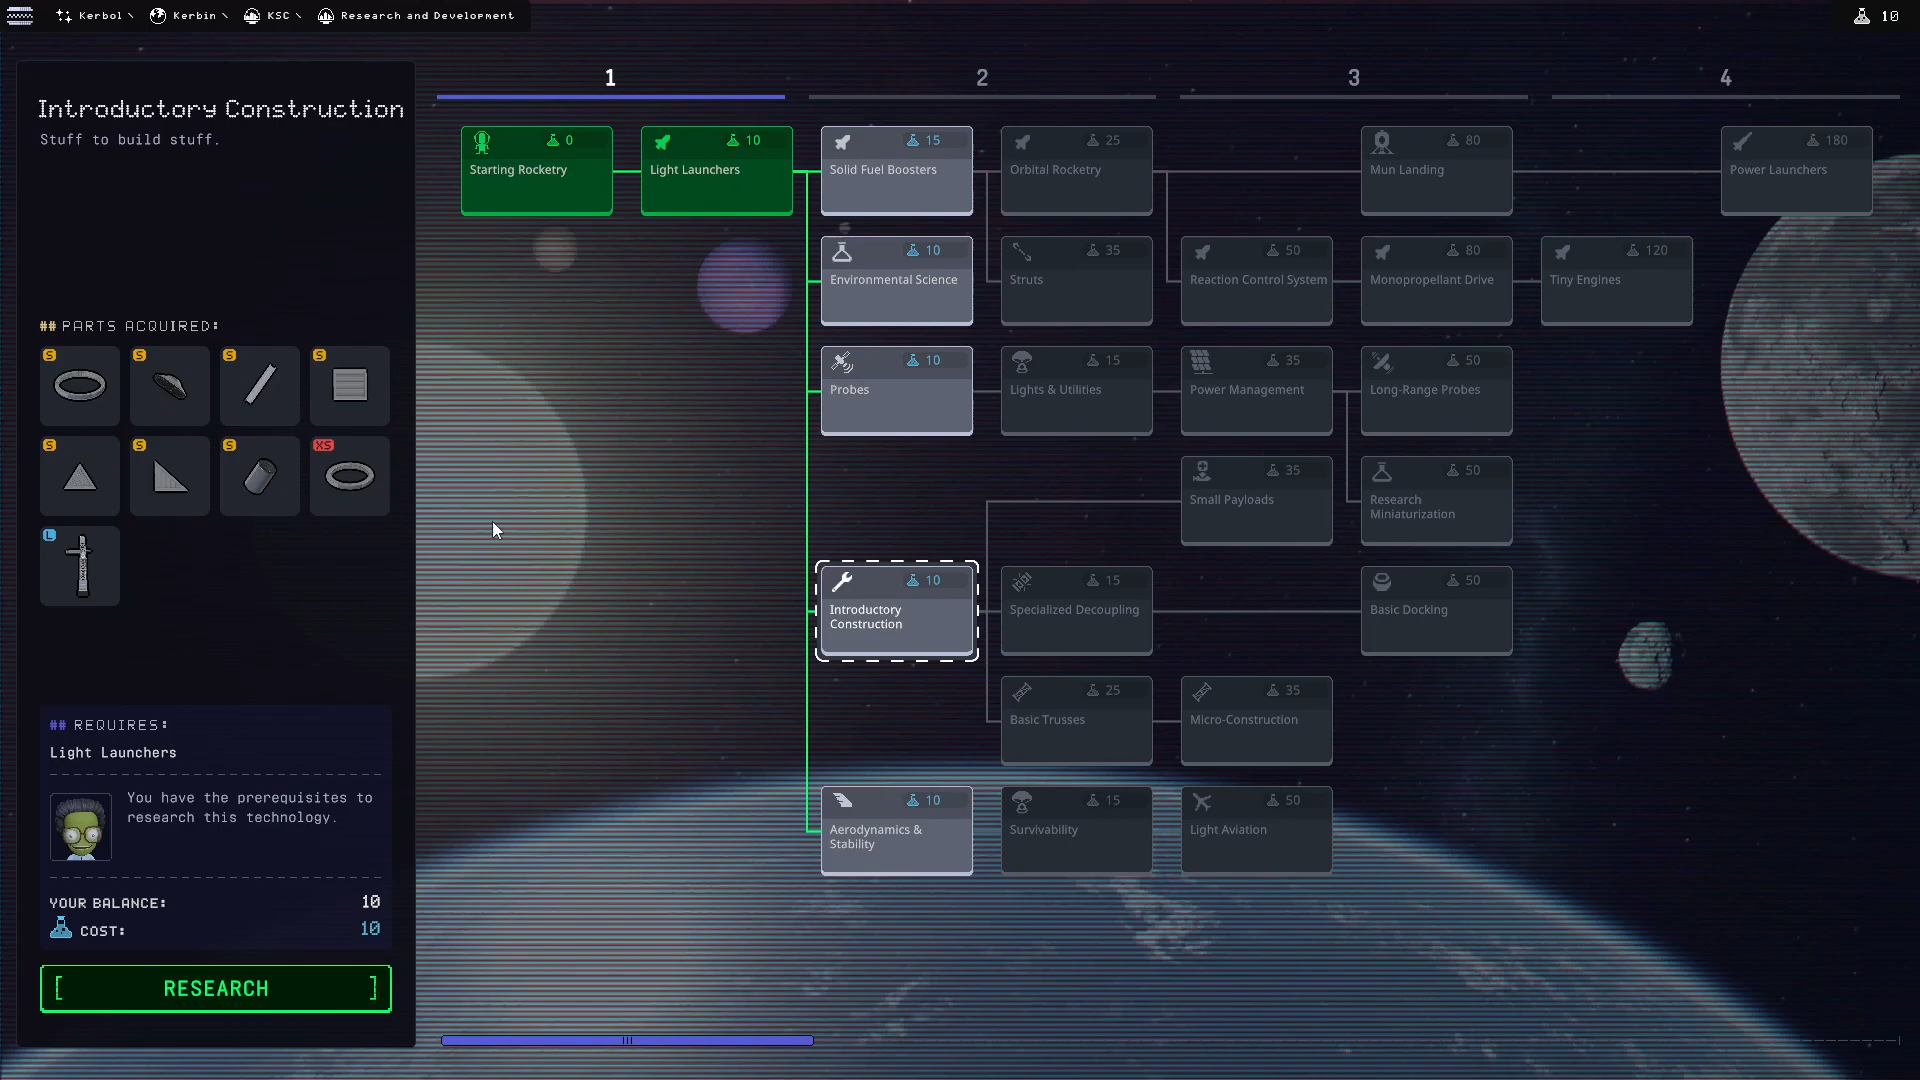 Kerbol \ Kerbin \ KSC \ Research and Development
10
1 2 3 4
Introductory Construction
Stuff to build stuff.
## PARTS ACQUIRED:
S S S S
S S S XS
L
## REQUIRES:
Light Launchers
You have the prerequisites to
research this technology.
YOUR BALANCE: 10
COST: 10
[ RESEARCH ]
0
Starting Rocketry
10
Light Launchers
15
Solid Fuel Boosters
25
Orbital Rocketry
80
Mun Landing
180
Power Launchers
10
Environmental Science
35
Struts
50
Reaction Control System
80
Monopropellant Drive
120
Tiny Engines
10
Probes
15
Lights & Utilities
35
Power Management
50
Long-Range Probes
35
Small Payloads
50
Research
Miniaturization
10
Introductory
Construction
15
Specialized Decoupling
50
Basic Docking
25
Basic Trusses
35
Micro-Construction
10
Aerodynamics &
Stability
15
Survivability
50
Light Aviation